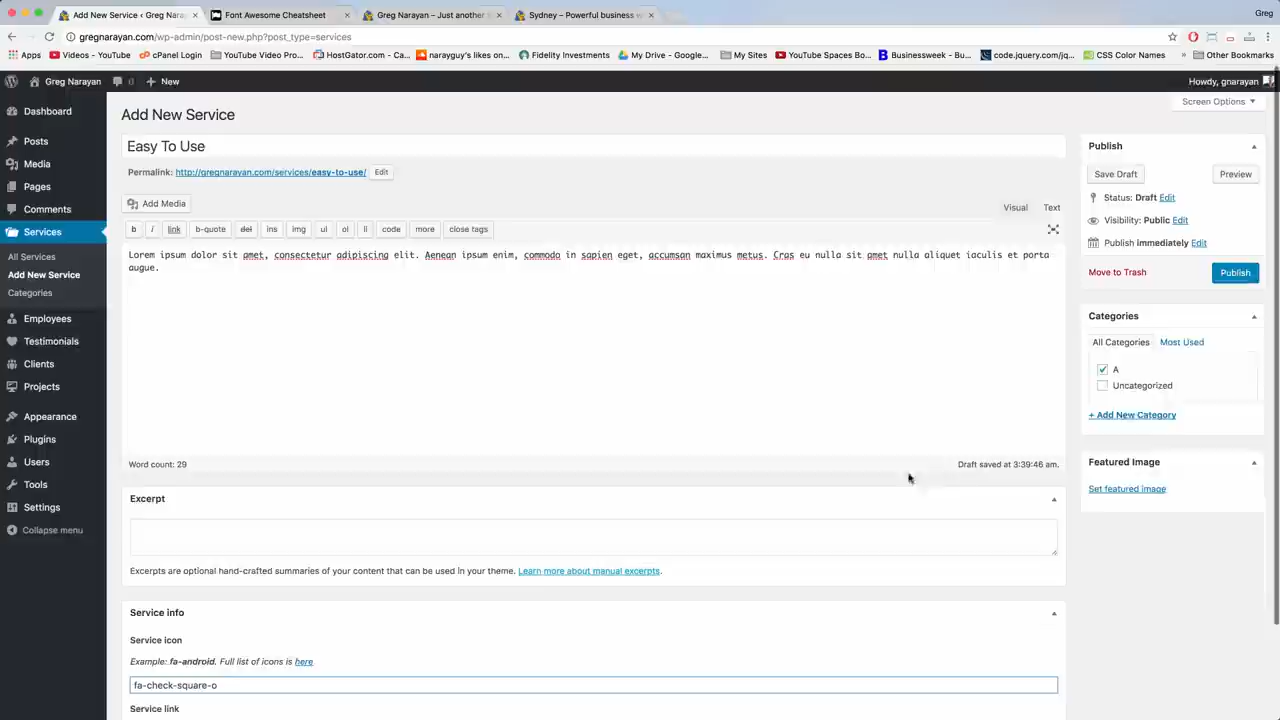 Add New Service ‹ Greg Nara
Font Awesome Cheatsheet
Greg Narayan – Just another
Sydney – Powerful business w
Greg
gregnarayan.com/wp-admin/post-new.php?post_type=services
Apps Videos - YouTube YouTube Video Pro... cPanel Login HostGator.com - Ca... narayguy's likes on... Fidelity Investments My Drive - Google... My Sites YouTube Spaces Bo... Businessweek - Bu... code.jquery.com/jq... CSS Color Names Other Bookmarks
Greg Narayan 0 New Howdy, gnarayan
Dashboard
Posts
Media
Pages
Comments
Services
All Services
Add New Service
Categories
Employees
Testimonials
Clients
Projects
Appearance
Plugins
Users
Tools
Settings
Collapse menu
Screen Options
Add New Service
Easy To Use
Permalink: http://gregnarayan.com/services/easy-to-use/ Edit
Add Media
Visual Text
b i link b-quote del ins img ul ol li code more close tags
Lorem ipsum dolor sit amet, consectetur adipiscing elit. Aenean ipsum enim, commodo in sapien eget, accumsan maximus metus. Cras eu nulla sit amet nulla aliquet iaculis et porta
augue.
Word count: 29 Draft saved at 3:39:46 am.
Excerpt
Excerpts are optional hand-crafted summaries of your content that can be used in your theme. Learn more about manual excerpts.
Service info
Service icon
Example: fa-android. Full list of icons is here
fa-check-square-o
Service link
Publish
Save Draft Preview
Status: Draft Edit
Visibility: Public Edit
Publish immediately Edit
Move to Trash Publish
Categories
All Categories Most Used
A
Uncategorized
+ Add New Category
Featured Image
Set featured image